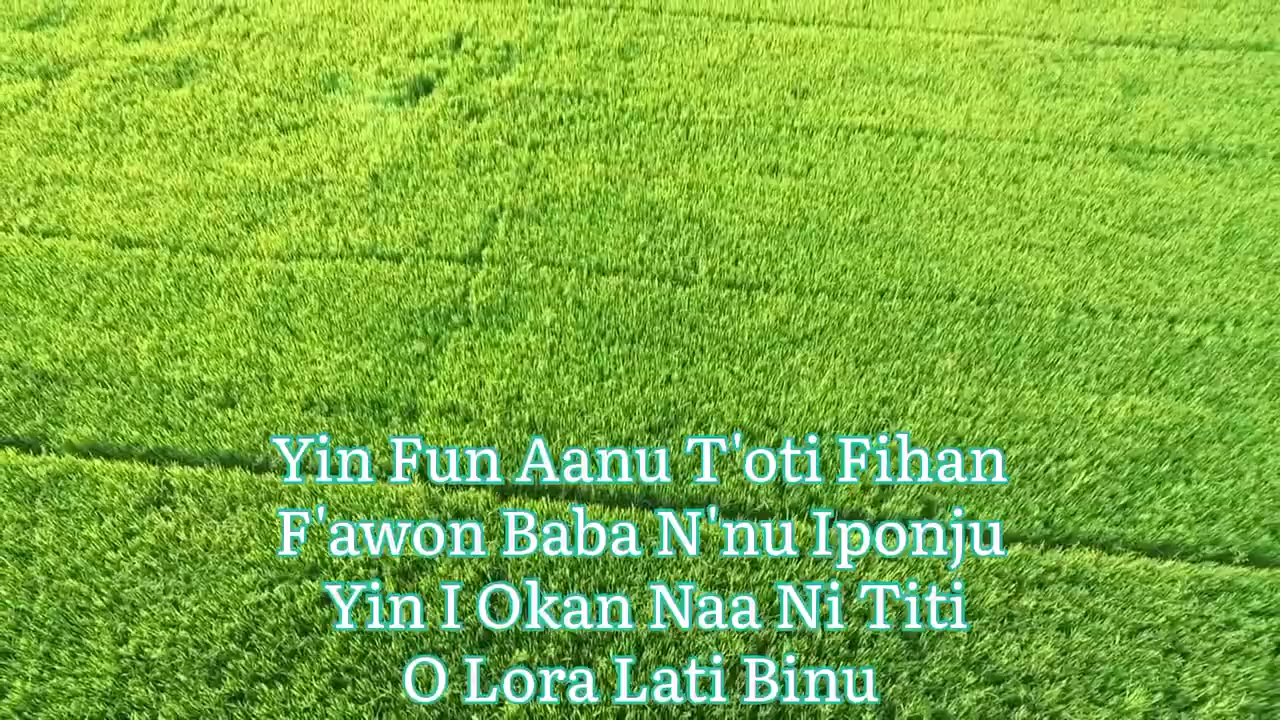 Yin Fun Aanu T'oti Fihan
F'awon Baba N'nu Iponju
Yin I Okan Naa Ni Titi
O Lora Lati Binu